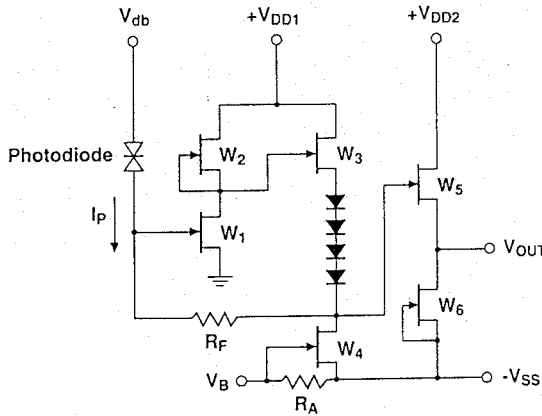 V_db
+V_DD1
+V_DD2
Photodiode
W_2
W_3
W_5
I_P
W_1
V_OUT
W_6
R_F
W_4
V_B
R_A
-V_SS